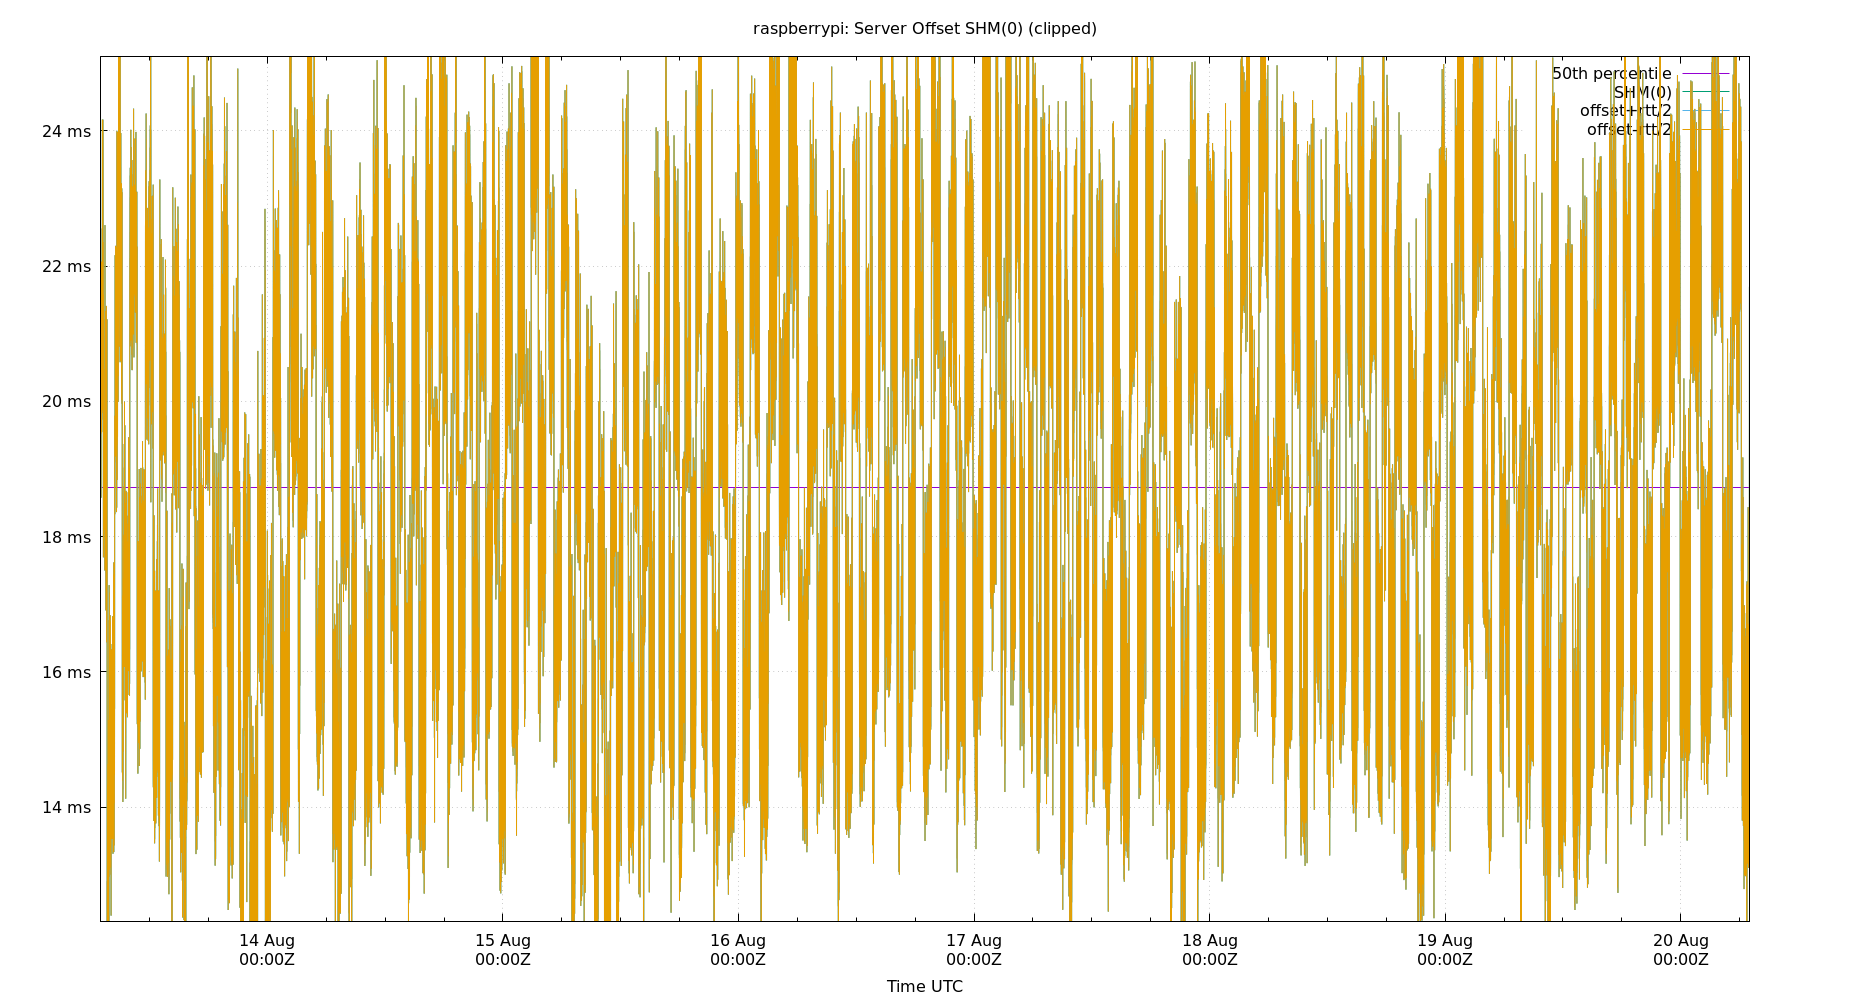 raspberrypi: Server Offset SHM(0) (clipped)
50th percentile
SHM(0)
offset+rtt/2
offset-rtt/2
24 ms
22 ms
20 ms
18 ms
16 ms
14 ms
14 Aug 15 Aug 16 Aug 17 Aug 18 Aug 19 Aug 20 Aug
00:00Z 00:00Z 00:00Z 00:00Z 00:00Z 00:00Z 00:00Z
Time UTC